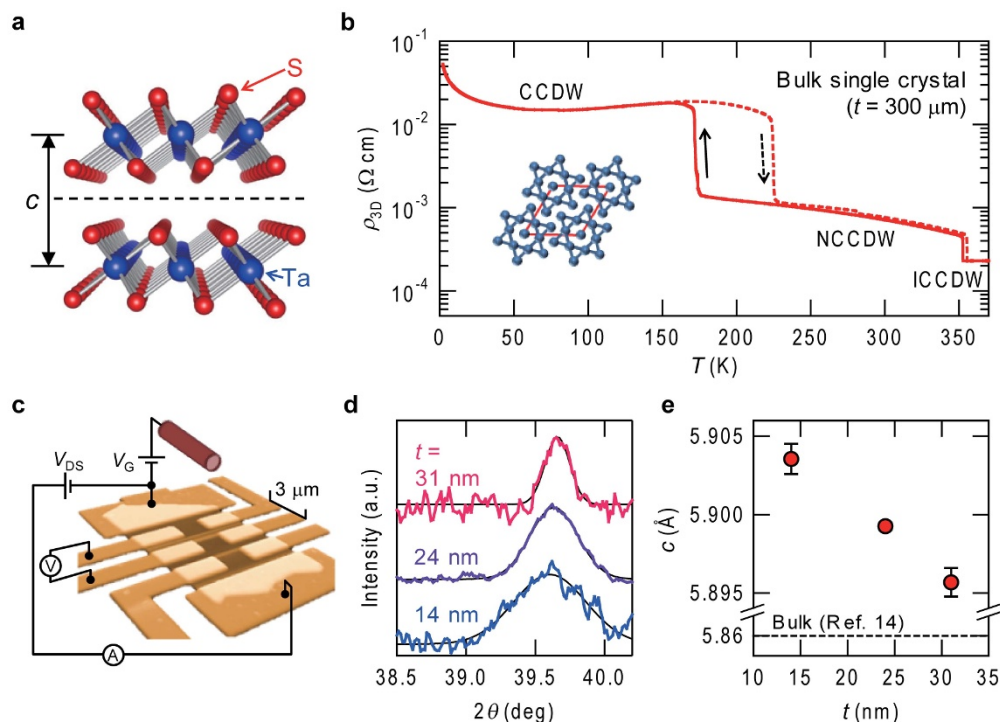 a
S
c
Ta
b
10⁻¹
10⁻²
10⁻³
10⁻⁴
ρ3D (Ω cm)
CCDW
Bulk single crystal
(t = 300 μm)
NCCDW
ICCDW
0 50 100 150 200 250 300 350
T (K)
c
VDS
VG
3 μm
V
A
d
Intensity (a.u.)
t =
31 nm
24 nm
14 nm
38.5 39.0 39.5 40.0
2θ (deg)
e
c (Å)
5.905
5.900
5.895
5.86
Bulk (Ref. 14)
10 15 20 25 30 35
t (nm)